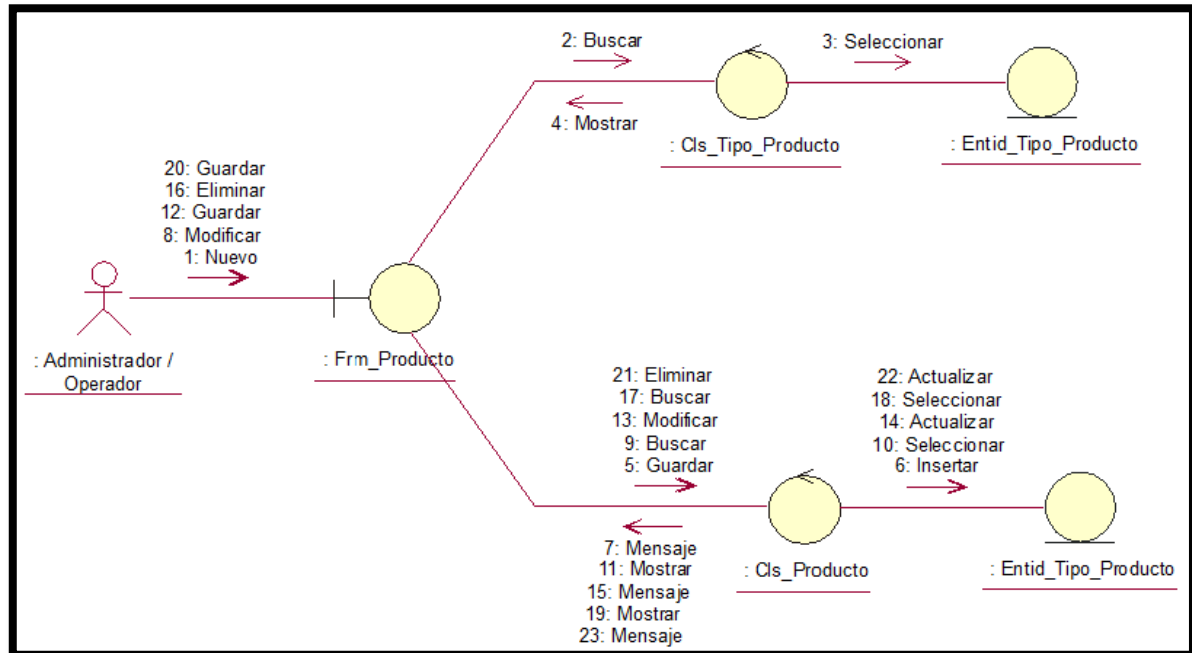 2: Buscar
3: Seleccionar
4: Mostrar
: Cls_Tipo_Producto
: Entid_Tipo_Producto
20: Guardar
16: Eliminar
12: Guardar
8: Modificar
1: Nuevo
: Administrador /
Operador
: Frm_Producto
21: Eliminar
17: Buscar
13: Modificar
9: Buscar
5: Guardar
22: Actualizar
18: Seleccionar
14: Actualizar
10: Seleccionar
6: Insertar
7: Mensaje
11: Mostrar
15: Mensaje
19: Mostrar
23: Mensaje
: Cls_Producto
: Entid_Tipo_Producto